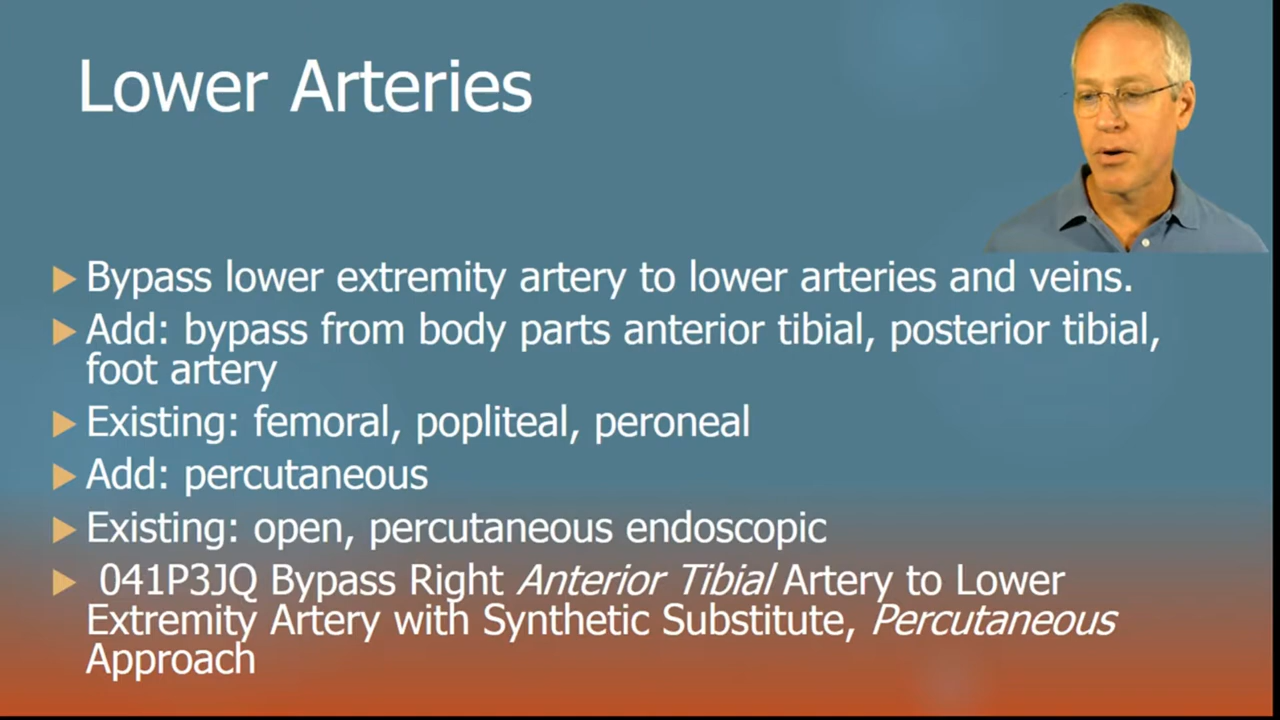 Lower Arteries
Bypass lower extremity artery to lower arteries and veins.
Add: bypass from body parts anterior tibial, posterior tibial,
foot artery
Existing: femoral, popliteal, peroneal
Add: percutaneous
Existing: open, percutaneous endoscopic
041P3JQ Bypass Right Anterior Tibial Artery to Lower
Extremity Artery with Synthetic Substitute, Percutaneous
Approach